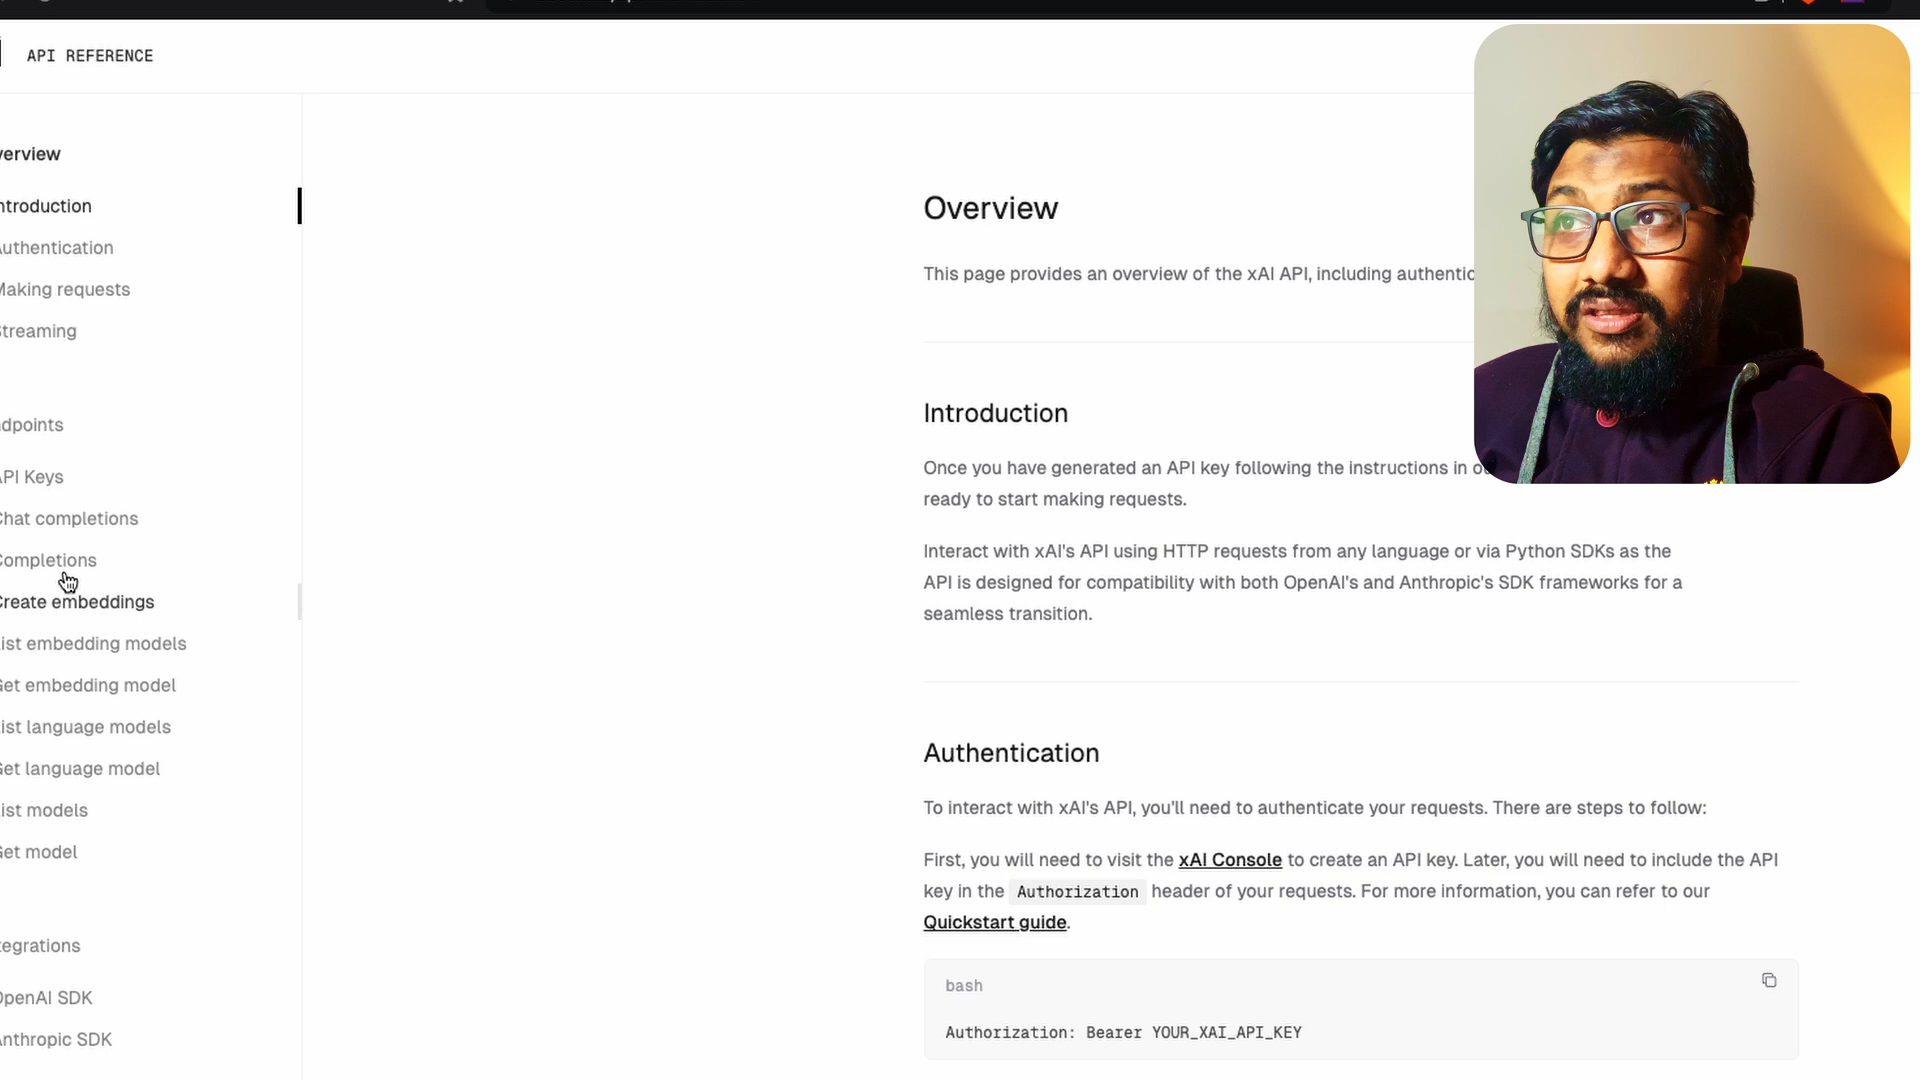 API REFERENCE
verview
ntroduction
uthentication
Making requests
Streaming
dpoints
API Keys
Chat completions
Completions
Create embeddings
ist embedding models
Get embedding model
ist language models
Get language model
ist models
Get model
tegrations
OpenAI SDK
Anthropic SDK
Overview
This page provides an overview of the xAI API, including authentic
Introduction
Once you have generated an API key following the instructions in ou
ready to start making requests.
Interact with xAI's API using HTTP requests from any language or via Python SDKs as the
API is designed for compatibility with both OpenAI's and Anthropic's SDK frameworks for a
seamless transition.
Authentication
To interact with xAI's API, you'll need to authenticate your requests. There are steps to follow:
First, you will need to visit the xAI Console to create an API key. Later, you will need to include the API
key in the Authorization header of your requests. For more information, you can refer to our
Quickstart guide.
bash
Authorization: Bearer YOUR_XAI_API_KEY